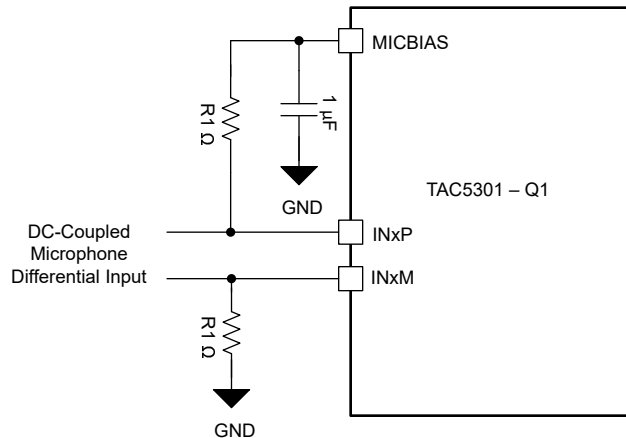 MICBIAS
R1 Ω
1
µF
GND
TAC5301 – Q1
DC-Coupled
Microphone
Differential Input
INxP
INxM
R1 Ω
GND